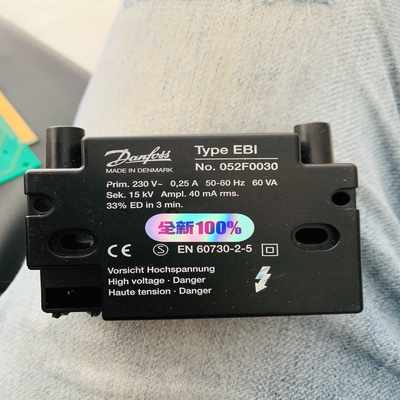 Danfoss
MADE IN DENMARK
Type EBI
No. 052F0030
Prim. 230 V~ 0,25 A 50-60 Hz 60 VA
Sek. 15 kV Ampl. 40 mA rms.
33% ED in 3 min.
全新100%
CE S EN 60730-2-5
Vorsicht Hochspannung
High voltage · Danger
Haute tension · Danger